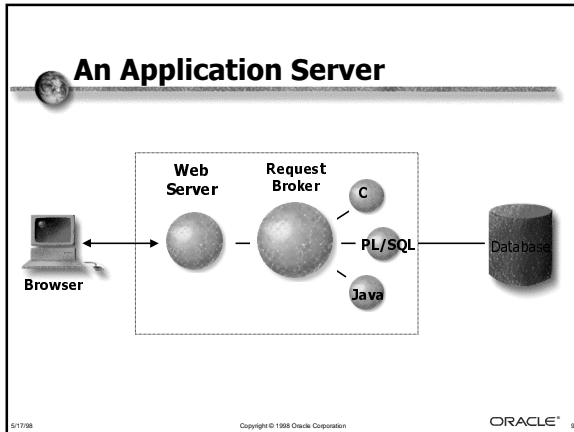 An Application Server
Web
Server
Request
Broker
C
PL/SQL
Java
Database
Browser
5/17/98
Copyright © 1998 Oracle Corporation
ORACLE®
9